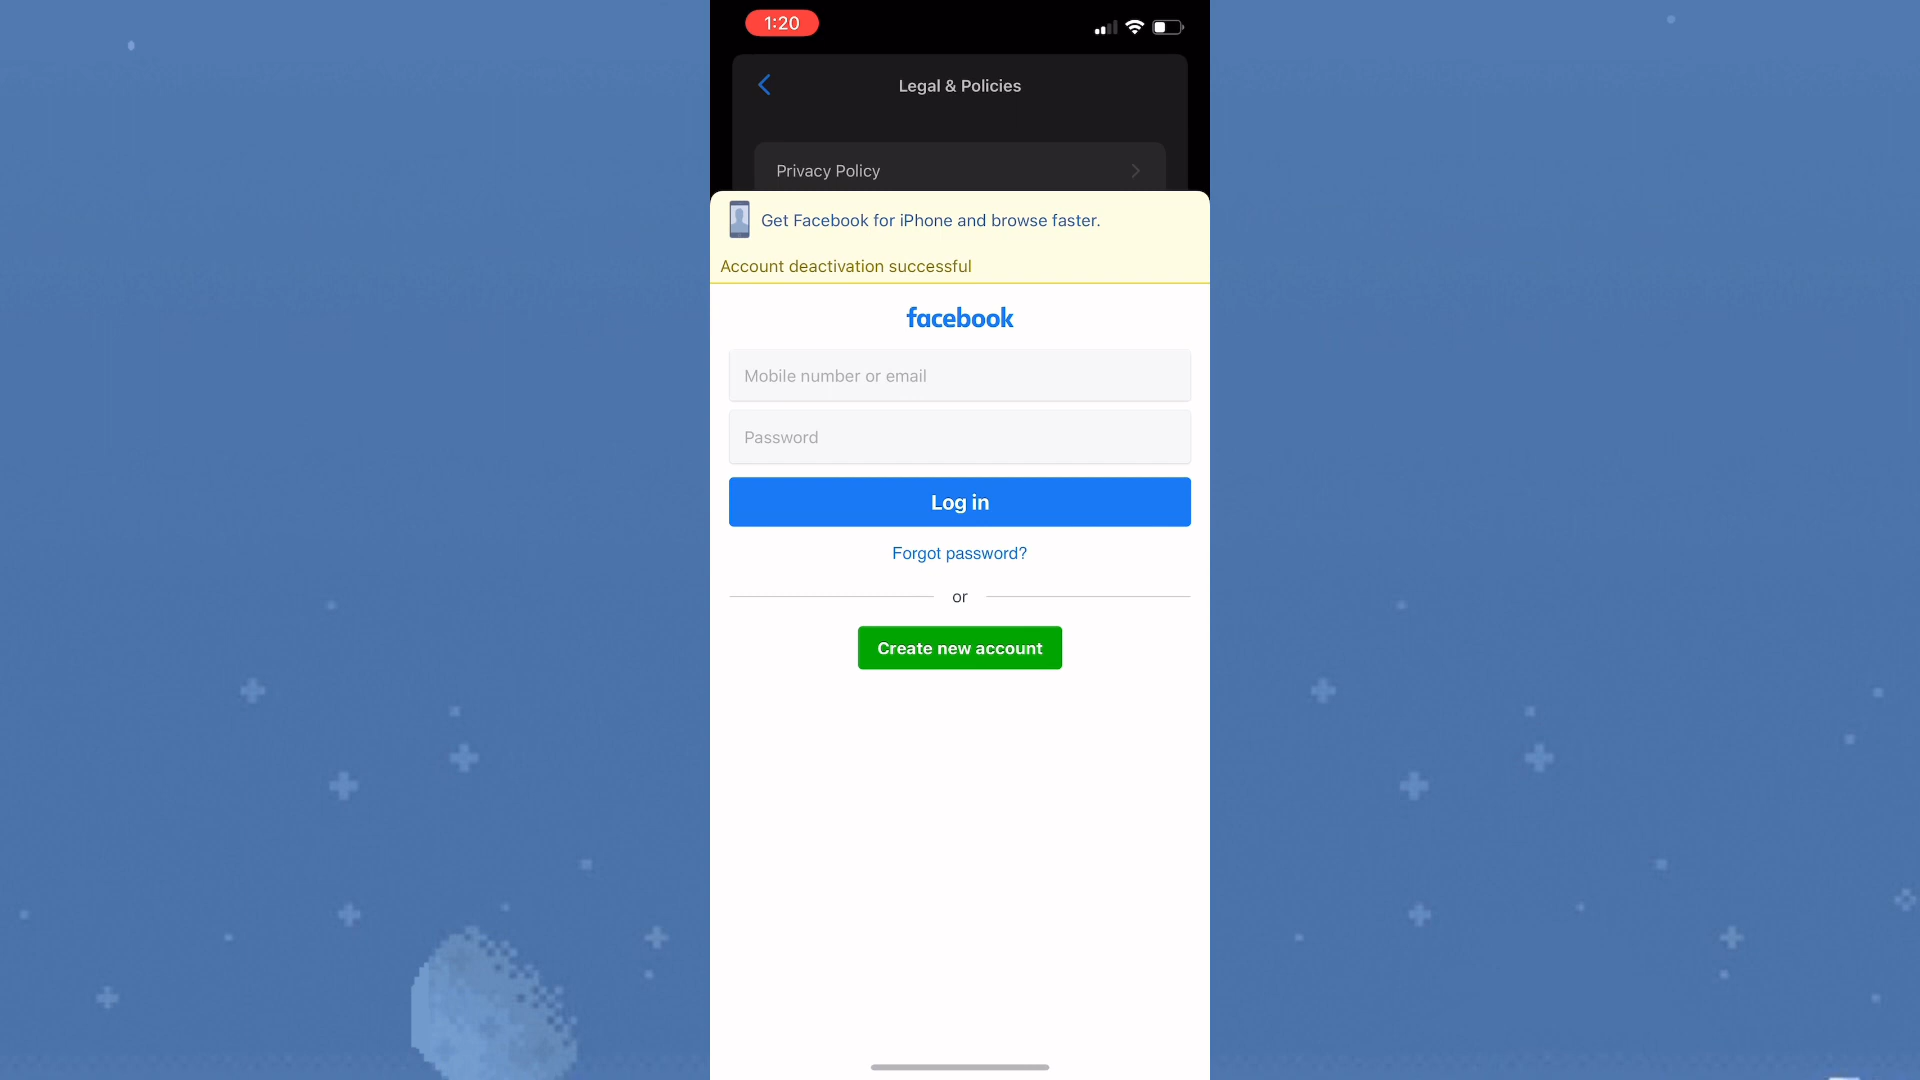 1:20
Legal & Policies
Privacy Policy
Get Facebook for iPhone and browse faster.
Account deactivation successful
facebook
Mobile number or email
Password
Log in
Forgot password?
or
Create new account